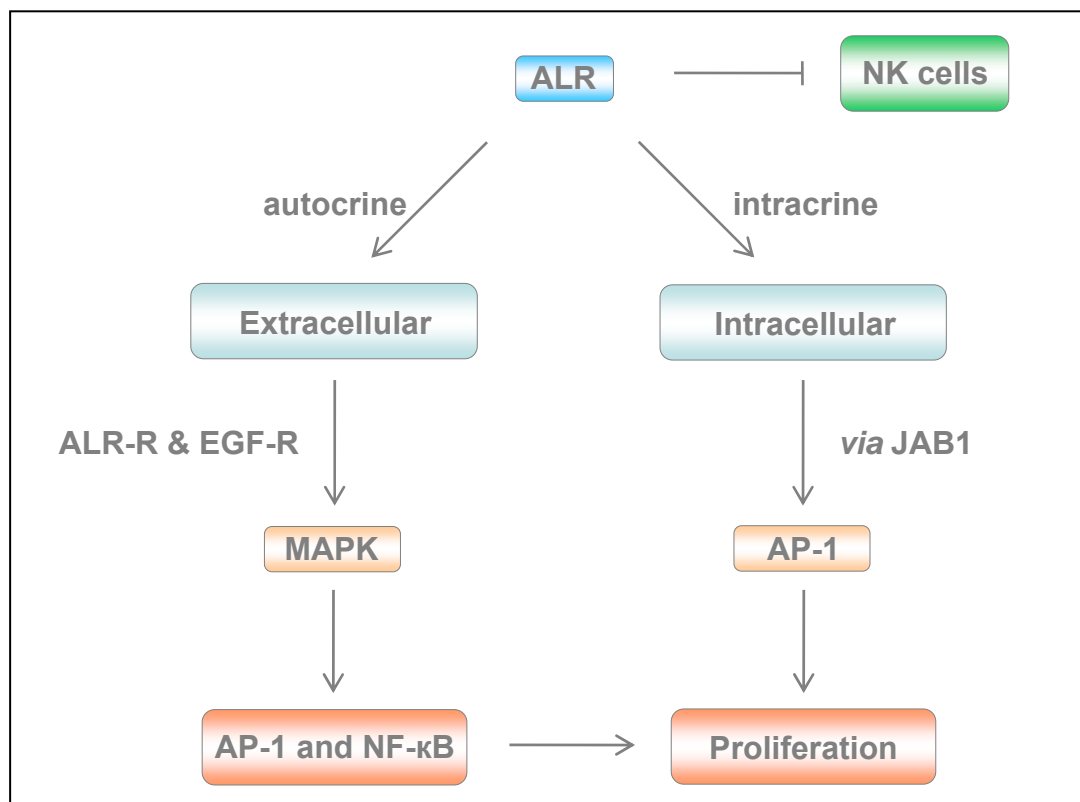 ALR
NK cells
autocrine
intracrine
Extracellular
Intracellular
ALR-R & EGF-R
via JAB1
MAPK
AP-1
AP-1 and NF-κB
Proliferation